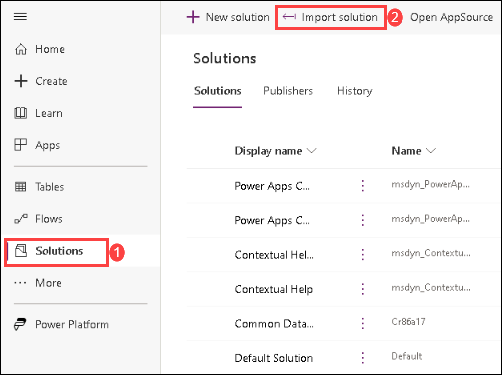 + New solution
Import solution 2
Open AppSource
Home
Create
Learn
Apps
Tables
Flows
Solutions 1
More
Power Platform
Solutions
Solutions Publishers History
Display name Name
Power Apps C... msdyn_PowerAp...
Power Apps C... msdyn_PowerAp...
Contextual Hel... msdyn_Contextu...
Contextual Help msdyn_Contextu...
Common Data... Cr86a17
Default Solution Default